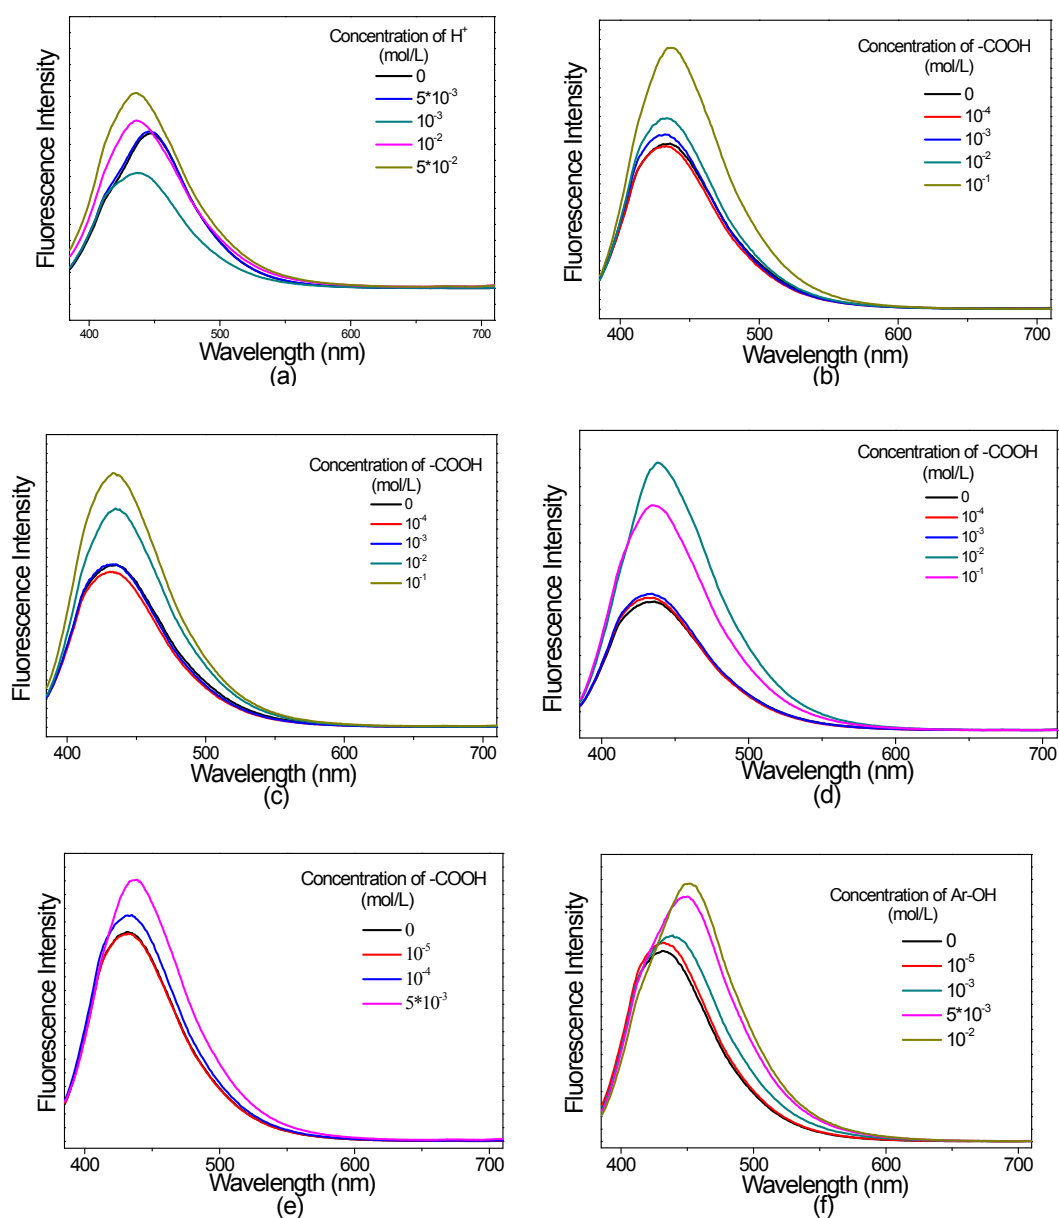 Concentration of H⁺
(mol/L)
0
5*10⁻³
10⁻³
10⁻²
5*10⁻²
Fluorescence Intensity
400 500 600 700
Wavelength (nm)
(a)
Concentration of -COOH
(mol/L)
0
10⁻⁴
10⁻³
10⁻²
10⁻¹
Fluorescence Intensity
400 500 600 700
Wavelength (nm)
(b)
Concentration of -COOH
(mol/L)
0
10⁻⁴
10⁻³
10⁻²
10⁻¹
Fluorescence Intensity
400 500 600 700
Wavelength (nm)
(c)
Concentration of -COOH
(mol/L)
0
10⁻⁴
10⁻³
10⁻²
10⁻¹
Fluorescence Intensity
400 500 600 700
Wavelength (nm)
(d)
Concentration of -COOH
(mol/L)
0
10⁻⁵
10⁻⁴
5*10⁻³
Fluorescence Intensity
400 500 600 700
Wavelength (nm)
(e)
Concentration of Ar-OH
(mol/L)
0
10⁻⁵
10⁻³
5*10⁻³
10⁻²
Fluorescence Intensity
400 500 600 700
Wavelength (nm)
(f)